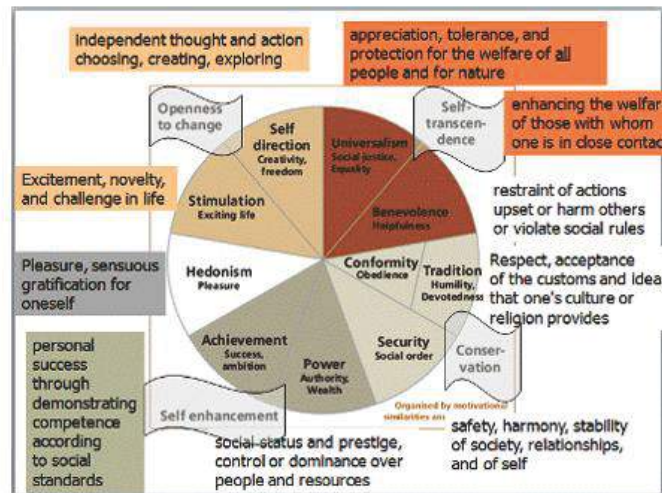 Independent thought and action
choosing, creating, exploring
appreciation, tolerance, and
protection for the welfare of all
people and for nature
Openness
to change
Self-
transcen-
dence
enhancing the welfare
of those with whom
one is in close contac
Self
direction
Creativity,
freedom
Universalism
Social justice,
Equality
Excitement, novelty,
and challenge in life
Stimulation
Exciting life
Benevolence
Helpfulness
restraint of actions
upset or harm others
or violate social rules
Pleasure, sensuous
gratification for
oneself
Hedonism
Pleasure
Conformity
Obedience
Tradition
Humility,
Devotedness
Respect, acceptance
of the customs and idea
that one's culture or
religion provides
personal
success
through
demonstrating
competence
according
to social
standards
Achievement
Success,
ambition
Power
Authority,
Wealth
Security
Social order
Conser-
vation
Self enhancement
Organised by motivational
similarities an
social status and prestige,
control or dominance over
people and resources
safety, harmony, stability
of society, relationships,
and of self